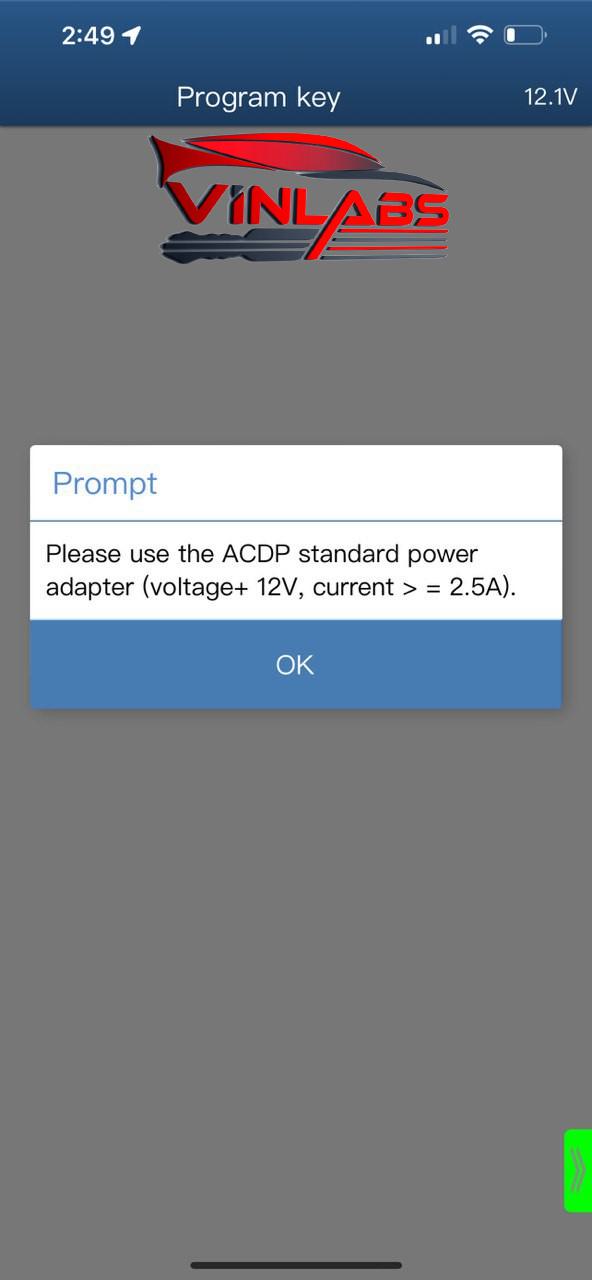 2:49
Program key
12.1V
ViNLABS
Prompt
Please use the ACDP standard power
adapter (voltage+ 12V, current > = 2.5A).
OK